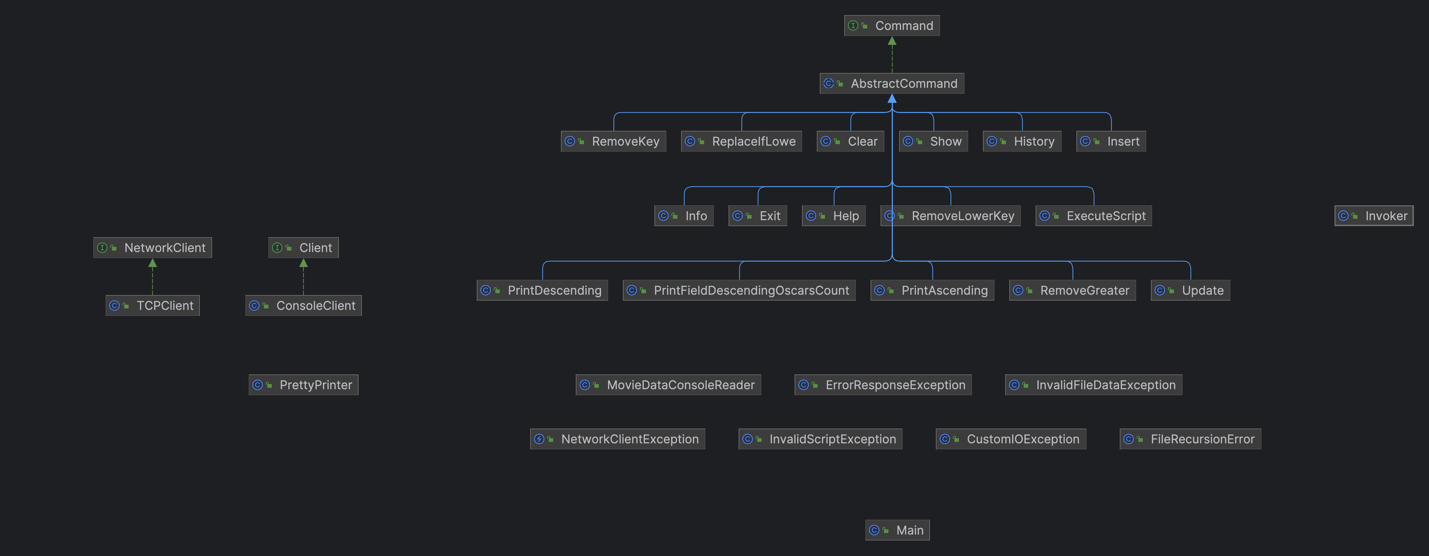 Command
AbstractCommand
RemoveKey
ReplaceIfLowe
Clear
Show
History
Insert
Info
Exit
Help
RemoveLowerKey
ExecuteScript
Invoker
NetworkClient
Client
TCPClient
ConsoleClient
PrintDescending
PrintFieldDescendingOscarsCount
PrintAscending
RemoveGreater
Update
PrettyPrinter
MovieDataConsoleReader
ErrorResponseException
InvalidFileDataException
NetworkClientException
InvalidScriptException
CustomIOException
FileRecursionError
Main